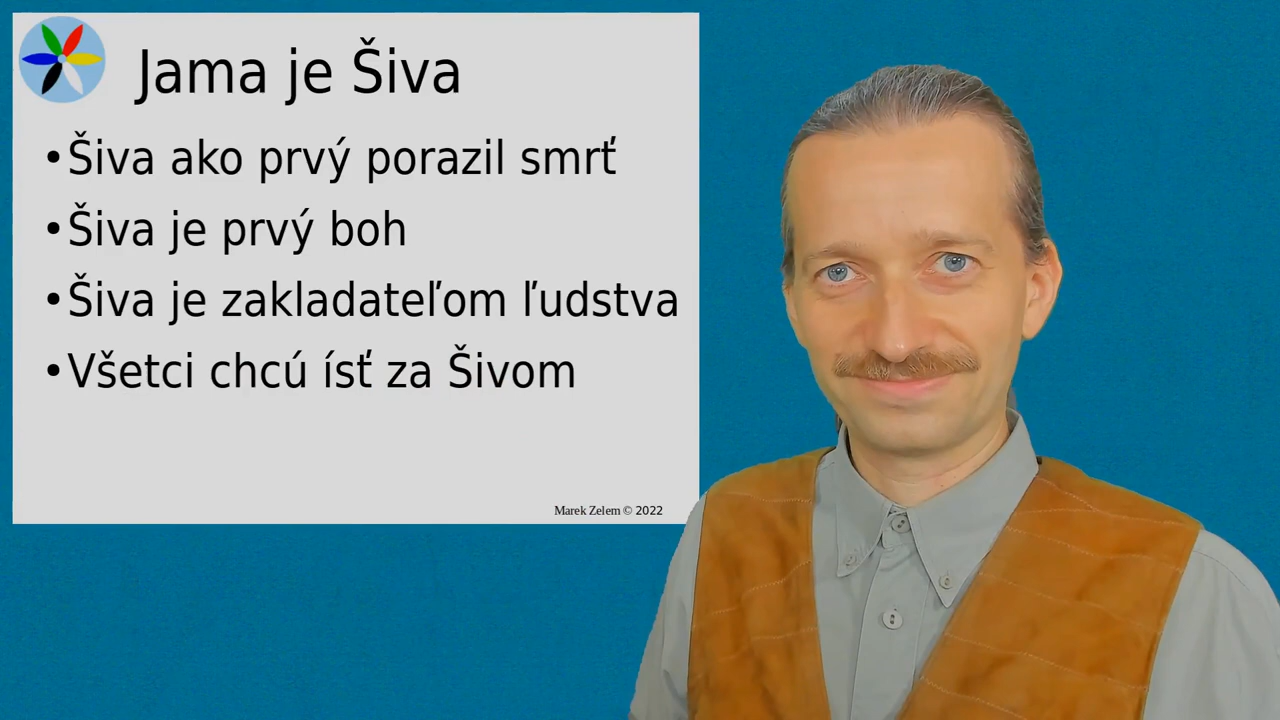 Jama je Šiva
•Šiva ako prvý porazil smrť
•Šiva je prvý boh
•Šiva je zakladateľom ľudstva
•Všetci chcú ísť za Šivom
Marek Zelem © 2022